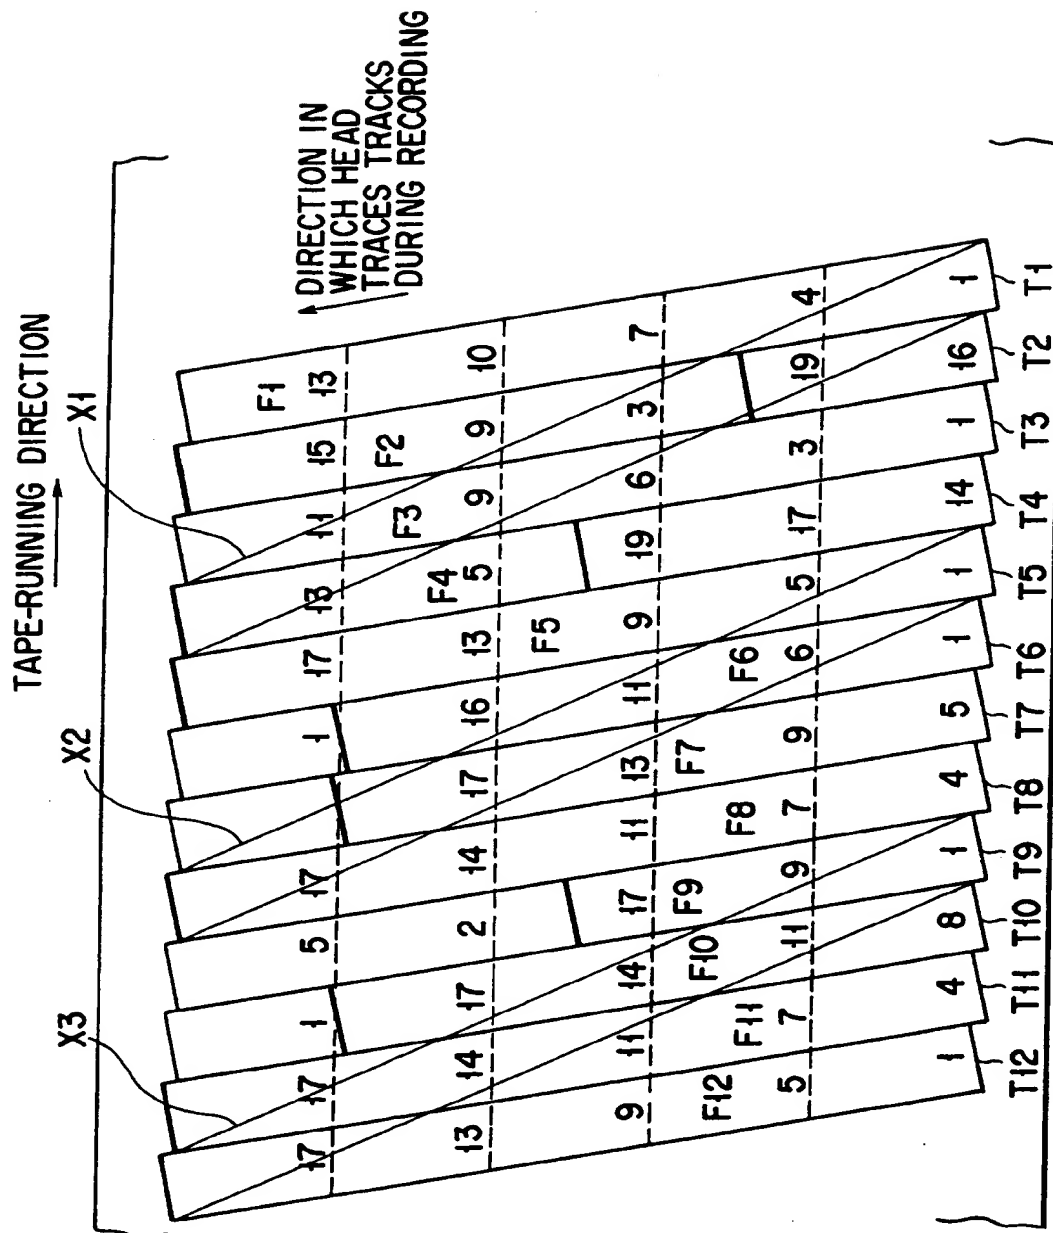 TAPE-RUNNING DIRECTION
X1
X2
X3
DIRECTION IN
WHICH HEAD
TRACES TRACKS
DURING RECORDING
F1
17 17 1 5 17 1 17 13 11 15 13
F4 F3 F2
13 14 17 2 14 17 16 13 5 9 9 10
F5
9 11 14 17 11 13 11 9 19 6 3 7
F12 F11 F10 F9 F8 F7 F6
5 7 11 9 7 9 6 5 17 3 19 4
1 4 8 1 4 5 1 1 14 1 16 1
T12 T11 T10 T9 T8 T7 T6 T5 T4 T3 T2 T1